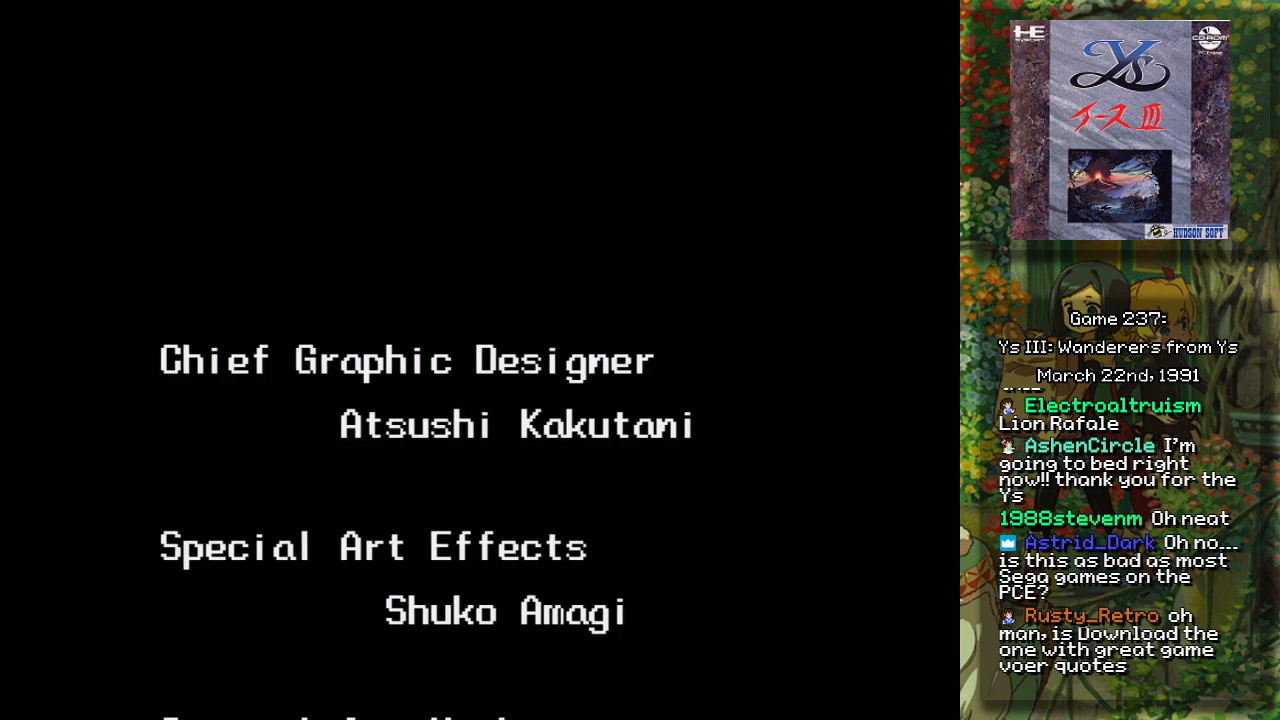 Chief Graphic Designer
Atsushi Kakutani
Special Art Effects
Shuko Amagi
HE
SYSTEM
CD-ROM
Ys
イース III
HUDSON SOFT
Game 237:
Ys III: Wanderers from Ys
March 22nd, 1991
Electroaltruism
Lion Rafale
AshenCircle I'm
going to bed right
now!! thank you for the
Ys
1988stevenm Oh neat
Astrid_Dark Oh no...
is this as bad as most
Sega games on the
PCE?
Rusty_Retro oh
man, is Download the
one with great game
voer quotes